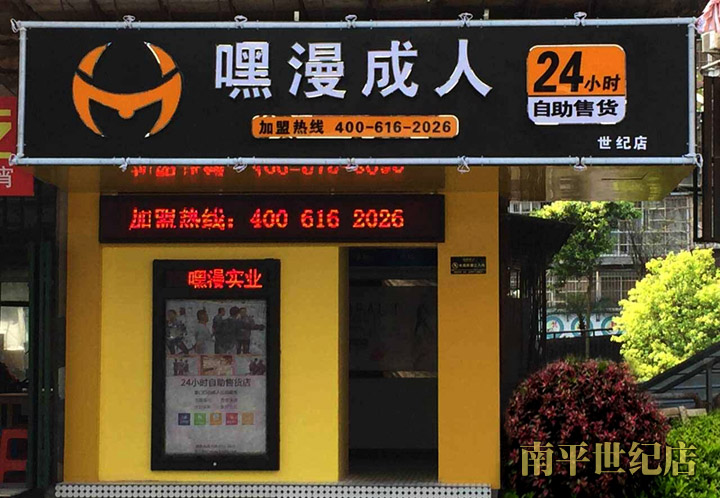 嘿漫成人
24小时
自助售货
加盟热线 400-616-2026
世纪店
加盟热线：400 616 2026
嘿漫实业
24小时自助售货店
南平世纪店